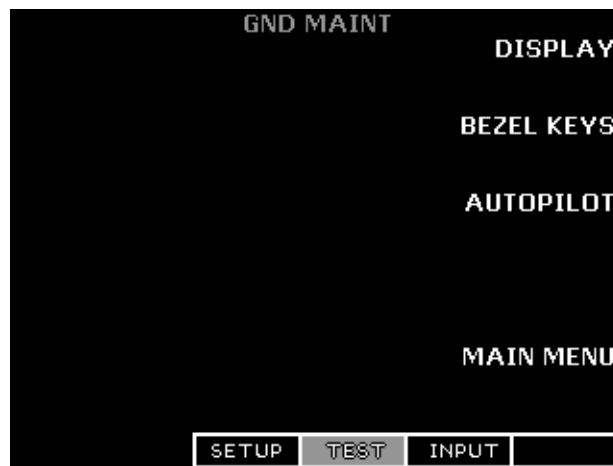 GND MAINT
DISPLAY
BEZEL KEYS
AUTOPILOT
MAIN MENU
SETUP TEST INPUT